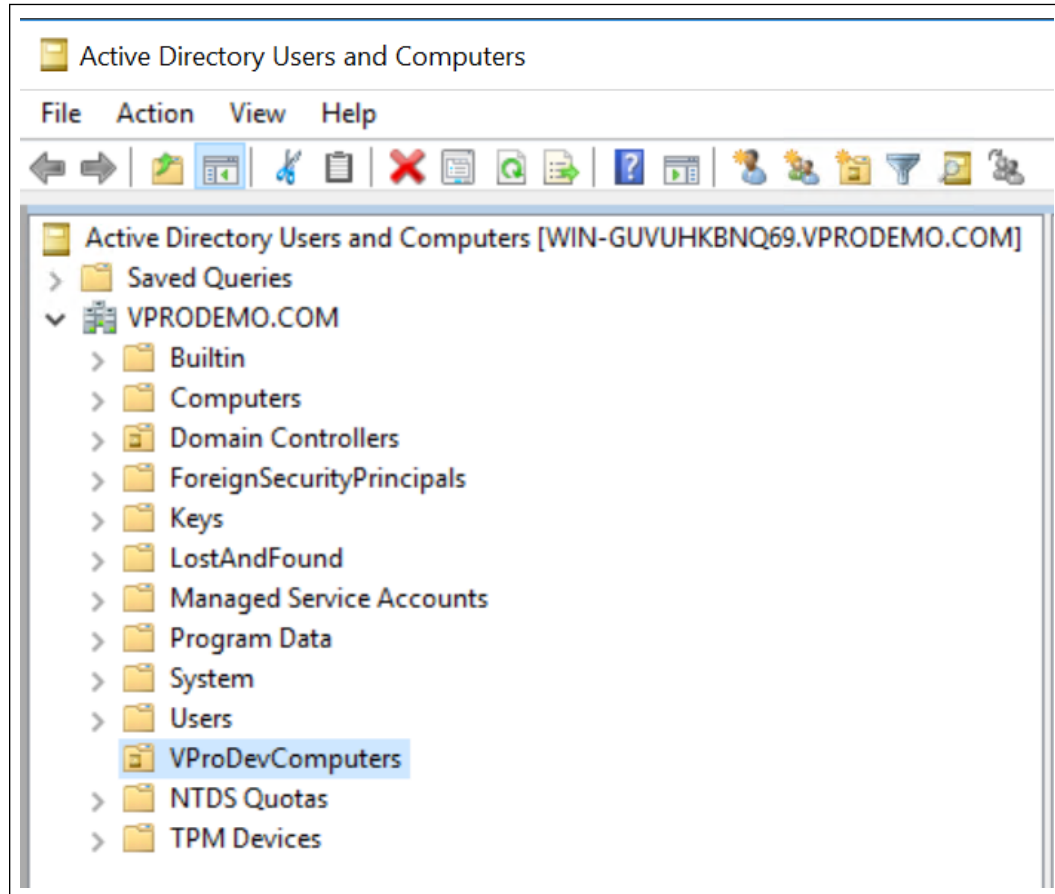 Active Directory Users and Computers
File Action View Help
Active Directory Users and Computers [WIN-GUVUHKBNQ69.VPRODEMO.COM]
Saved Queries
VPRODEMO.COM
Builtin
Computers
Domain Controllers
ForeignSecurityPrincipals
Keys
LostAndFound
Managed Service Accounts
Program Data
System
Users
VProDevComputers
NTDS Quotas
TPM Devices